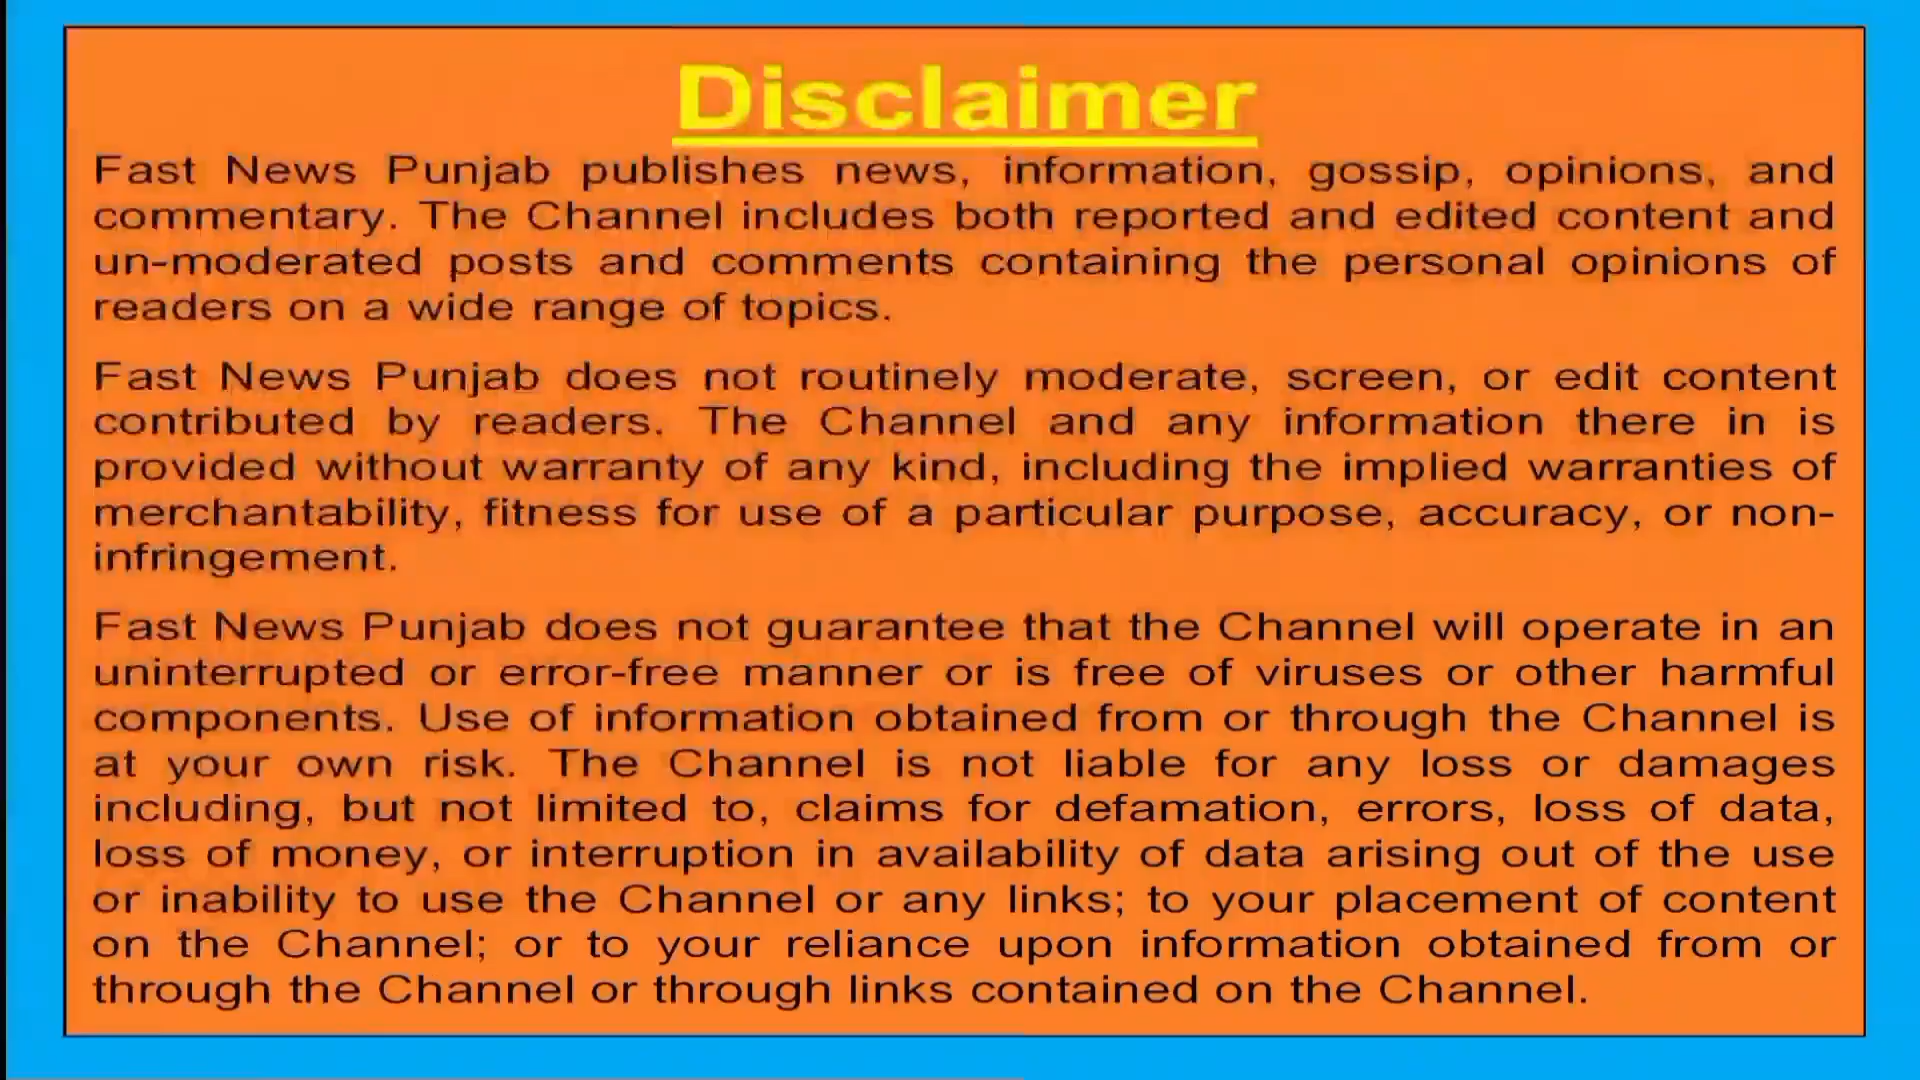 Disclaimer
Fast News Punjab publishes news, information, gossip, opinions, and
commentary. The Channel includes both reported and edited content and
un-moderated posts and comments containing the personal opinions of
readers on a wide range of topics.
Fast News Punjab does not routinely moderate, screen, or edit content
contributed by readers. The Channel and any information there in is
provided without warranty of any kind, including the implied warranties of
merchantability, fitness for use of a particular purpose, accuracy, or non-
infringement.
Fast News Punjab does not guarantee that the Channel will operate in an
uninterrupted or error-free manner or is free of viruses or other harmful
components. Use of information obtained from or through the Channel is
at your own risk. The Channel is not liable for any loss or damages
including, but not limited to, claims for defamation, errors, loss of data,
loss of money, or interruption in availability of data arising out of the use
or inability to use the Channel or any links; to your placement of content
on the Channel; or to your reliance upon information obtained from or
through the Channel or through links contained on the Channel.